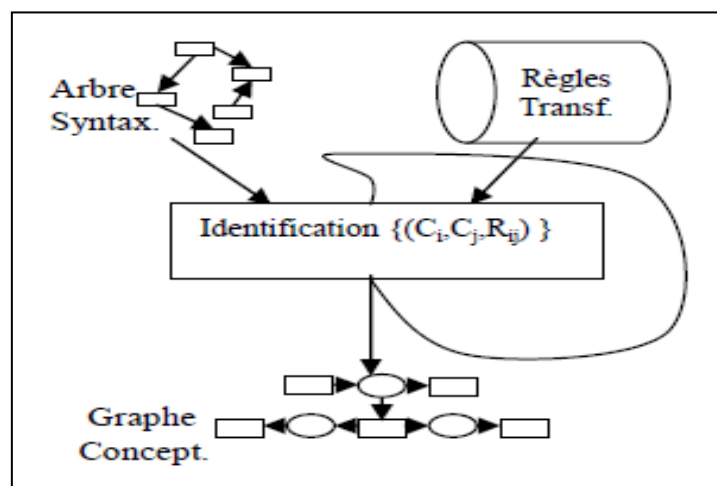 Arbre
Syntax.
Règles
Transf.
Identification {(Ci,Cj,Rij) }
Graphe
Concept.